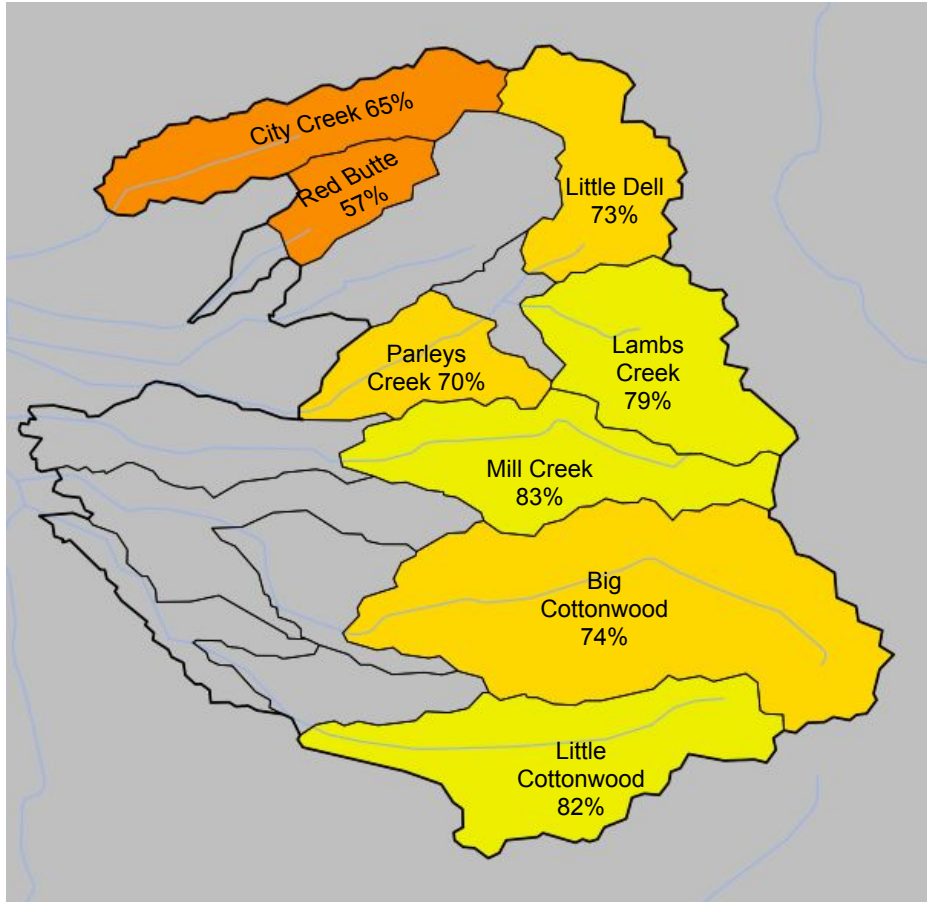 City Creek 65%
Red Butte
57%
Little Dell
73%
Parleys
Creek 70%
Lambs
Creek
79%
Mill Creek
83%
Big
Cottonwood
74%
Little
Cottonwood
82%